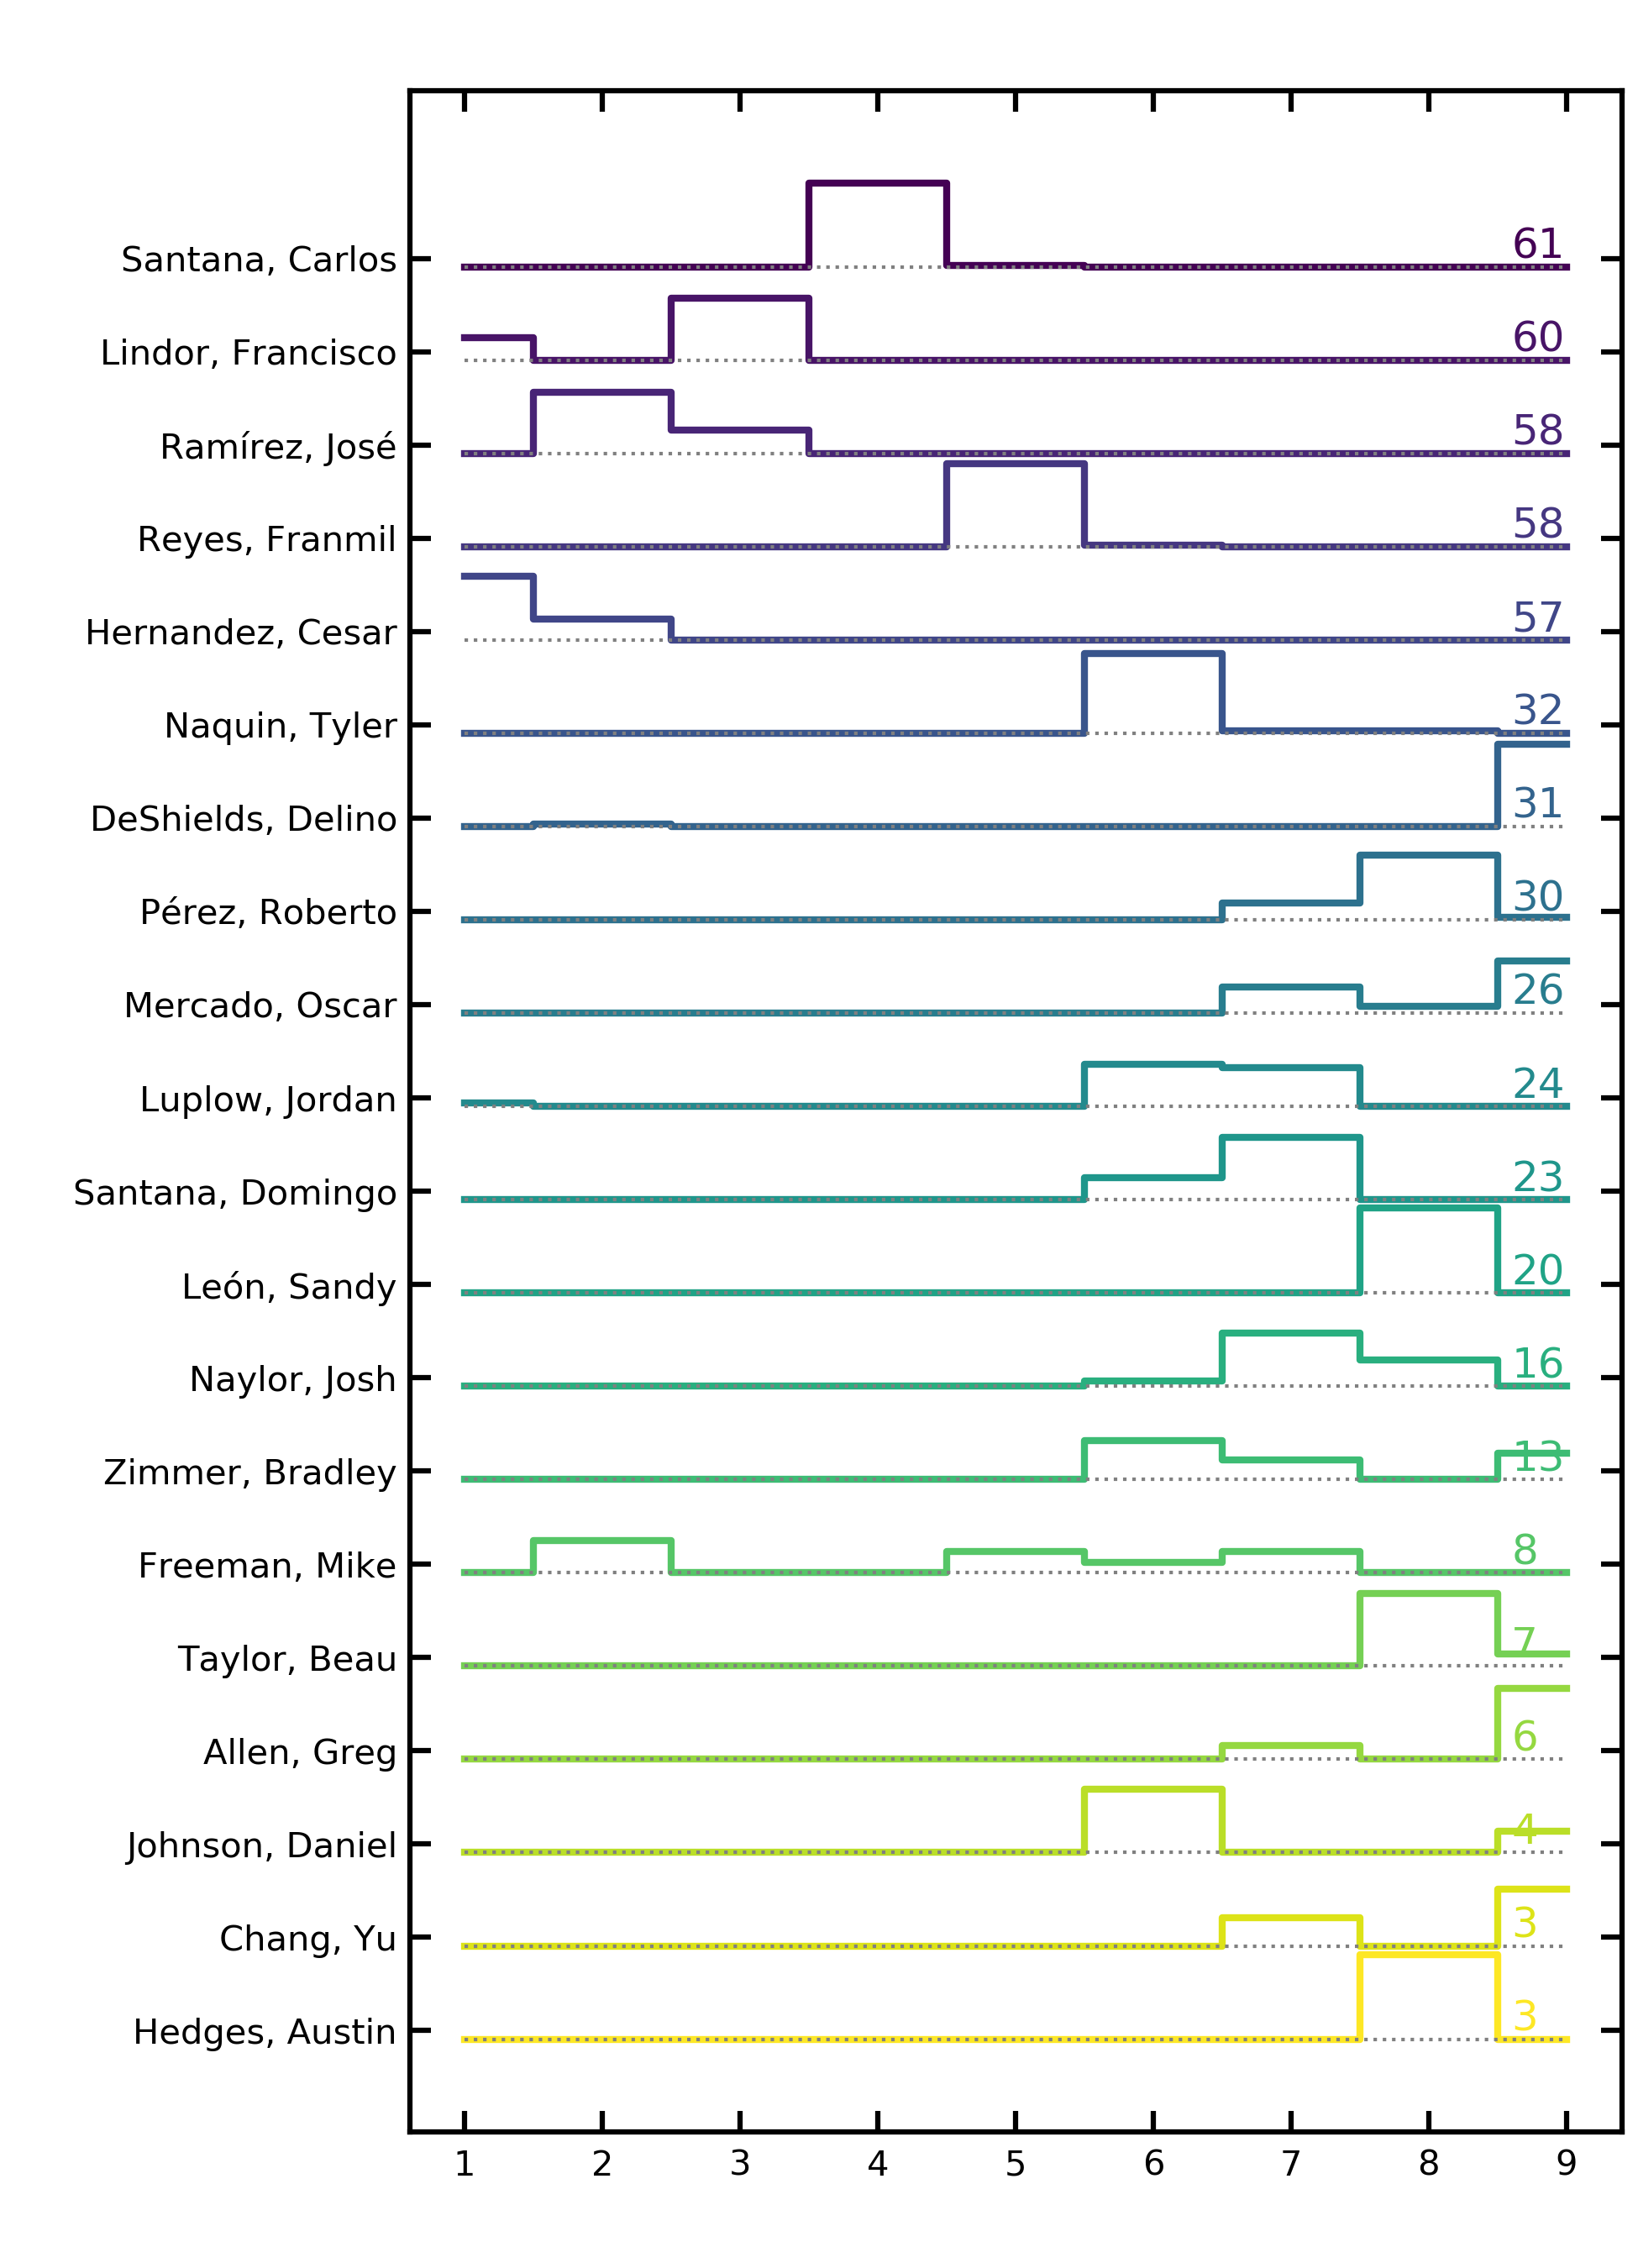 Santana, Carlos 61
Lindor, Francisco 60
Ramírez, José 58
Reyes, Franmil 58
Hernandez, Cesar 57
Naquin, Tyler 32
DeShields, Delino 31
Pérez, Roberto 30
Mercado, Oscar 26
Luplow, Jordan 24
Santana, Domingo 23
León, Sandy 20
Naylor, Josh 16
Zimmer, Bradley 13
Freeman, Mike 8
Taylor, Beau 7
Allen, Greg 6
Johnson, Daniel 4
Chang, Yu 3
Hedges, Austin 3
1 2 3 4 5 6 7 8 9